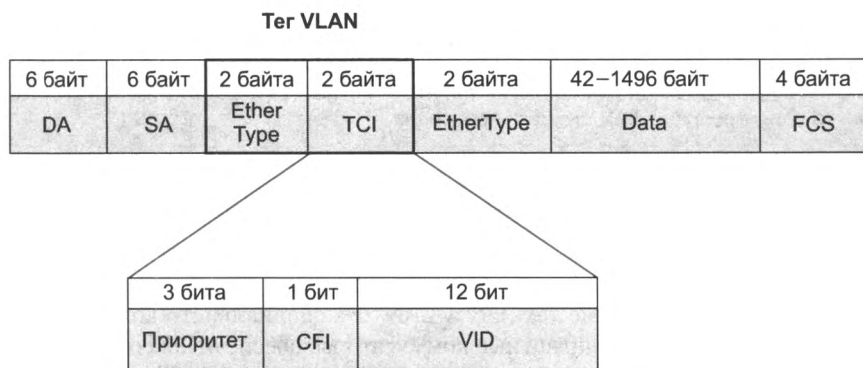 Тег VLAN
6 байт 6 байт 2 байта 2 байта 2 байта 42–1496 байт 4 байта
DA SA Ether Type TCI EtherType Data FCS
3 бита 1 бит 12 бит
Приоритет CFI VID